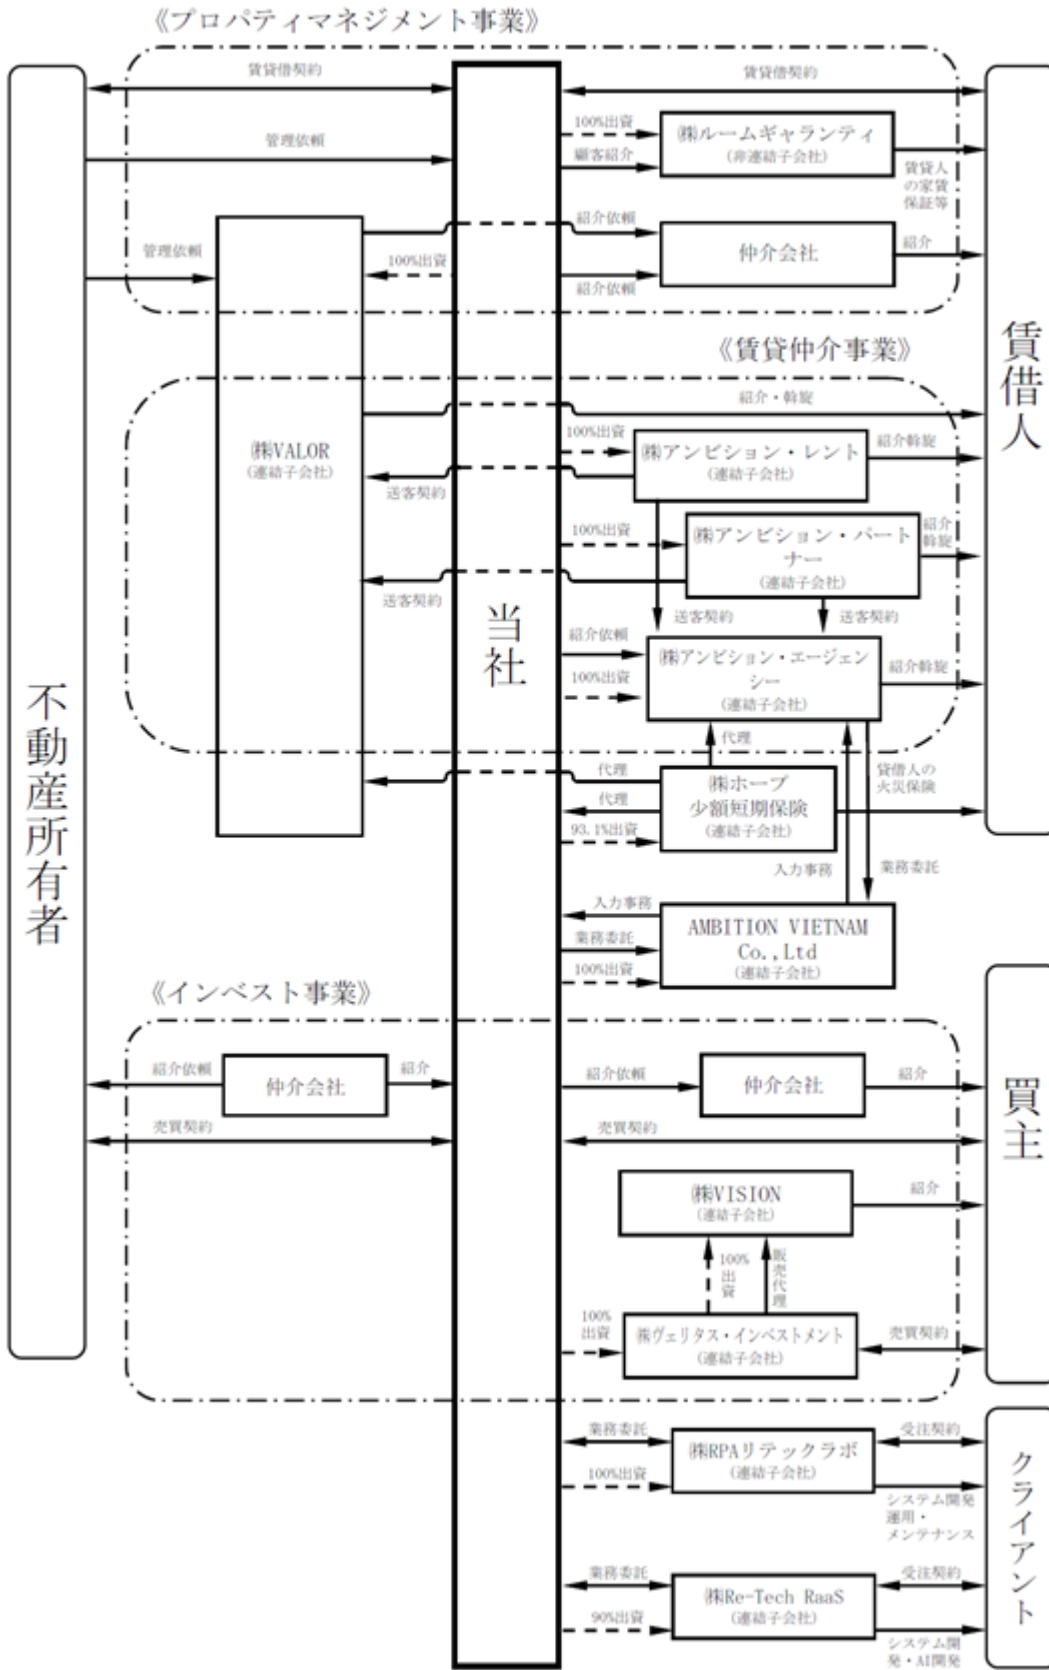 《プロパティマネジメント事業》
賃貸借契約
賃貸借契約
100%出資
㈱ルームギャランティ
(非連結子会社)
管理依頼
顧客紹介
賃貸人
の家賃
保証等
紹介依頼
仲介会社
紹介
管理依頼
100%出資
紹介依頼
《賃貸仲介事業》
賃借人
紹介・斡旋
㈱VALOR
(連結子会社)
100%出資
㈱アンビション・レント
(連結子会社)
紹介斡旋
送客契約
100%出資
㈱アンビション・パート
ナー
(連結子会社)
紹介
斡旋
送客契約
送客契約
送客契約
当社
紹介依頼
㈱アンビション・エージェン
シー
(連結子会社)
紹介斡旋
100%出資
不動産所有者
代理
代理
㈱ホープ
少額短期保険
(連結子会社)
貸借人の
火災保険
代理
93.1%出資
入力事務
業務委託
入力事務
AMBITION VIETNAM
Co.,Ltd
(連結子会社)
業務委託
100%出資
《インベスト事業》
紹介依頼
仲介会社
紹介
紹介依頼
仲介会社
紹介
買主
売買契約
売買契約
㈱VISION
(連結子会社)
紹介
100%
出
資
販売代理
100%
出資
㈱ヴェリタス・インベストメント
(連結子会社)
売買契約
業務委託
㈱RPAリテックラボ
(連結子会社)
受注契約
100%出資
システム開発
運用・
メンテナンス
クライアント
業務委託
㈱Re-Tech RaaS
(連結子会社)
受注契約
90%出資
システム開
発・AI開発